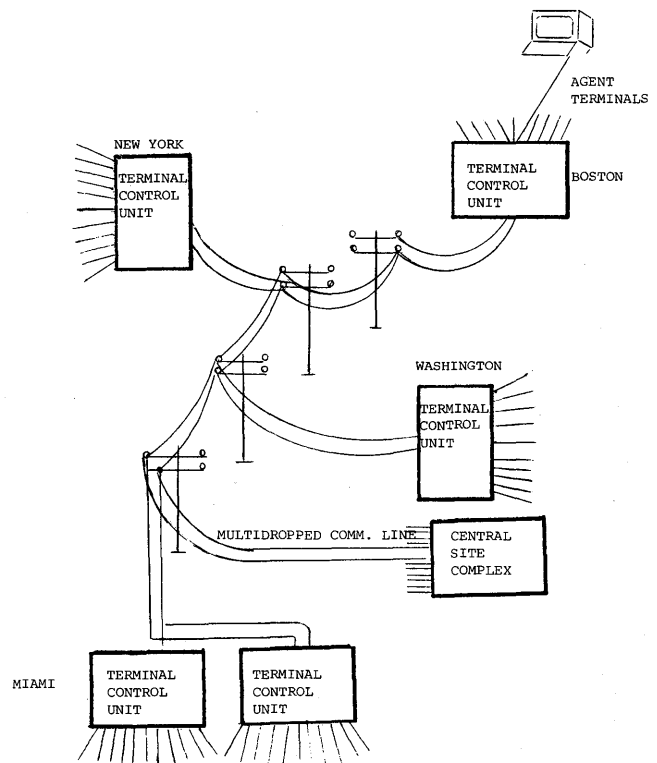 AGENT
TERMINALS
NEW YORK
TERMINAL
CONTROL
UNIT
TERMINAL
CONTROL
UNIT
BOSTON
WASHINGTON
TERMINAL
CONTROL
UNIT
MULTIDROPPED COMM. LINE
CENTRAL
SITE
COMPLEX
MIAMI
TERMINAL
CONTROL
UNIT
TERMINAL
CONTROL
UNIT